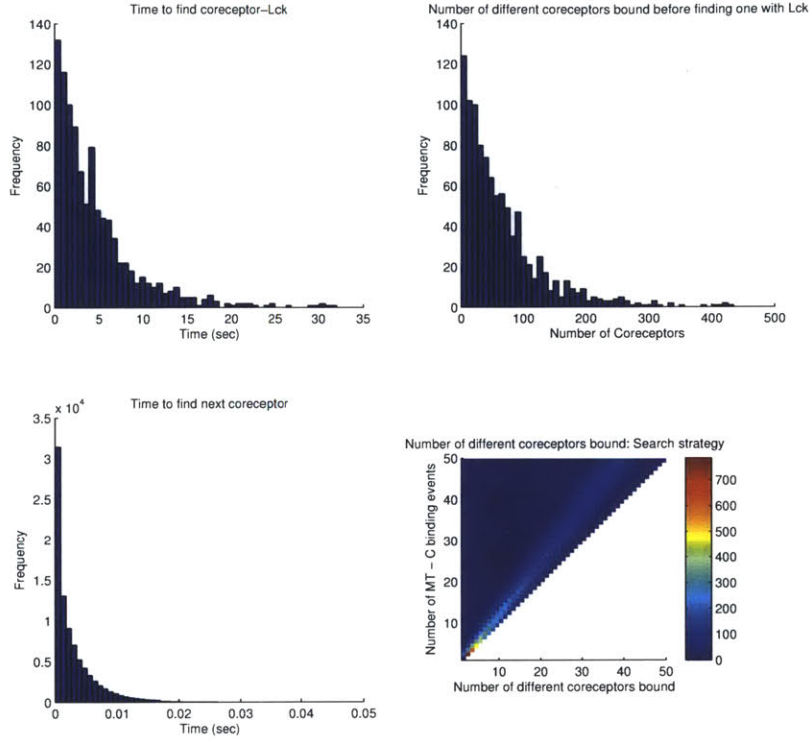 Time to find coreceptor–Lck
140
120
100
80
60
40
20
0
Frequency
0 5 10 15 20 25 30 35
Time (sec)
Number of different coreceptors bound before finding one with Lck
140
120
100
80
60
40
20
0
Frequency
0 100 200 300 400 500
Number of Coreceptors
Time to find next coreceptor
x 10^4
3.5
3
2.5
2
1.5
1
0.5
0
Frequency
0 0.01 0.02 0.03 0.04 0.05
Time (sec)
Number of different coreceptors bound: Search strategy
50
40
30
20
10
Number of MT – C binding events
10 20 30 40 50
Number of different coreceptors bound
700
600
500
400
300
200
100
0